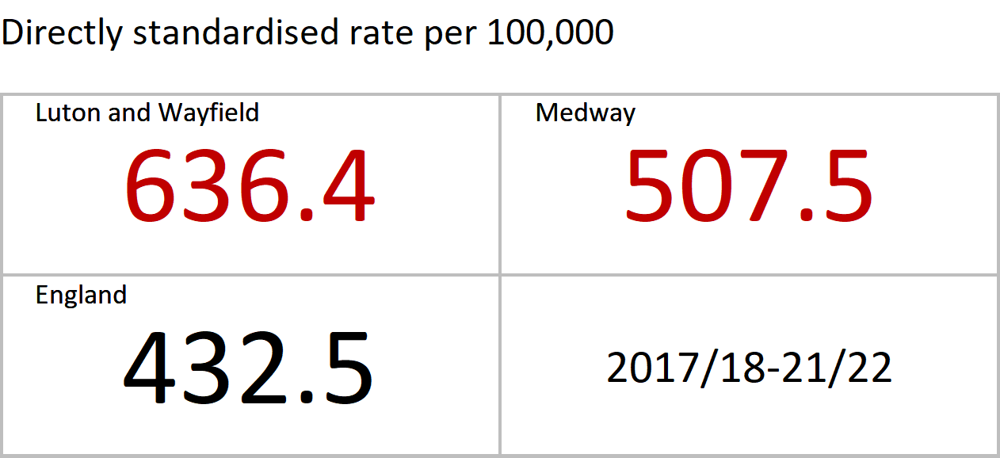 Directly standardised rate per 100,000
Luton and Wayfield
636.4
Medway
507.5
England
432.5
2017/18-21/22